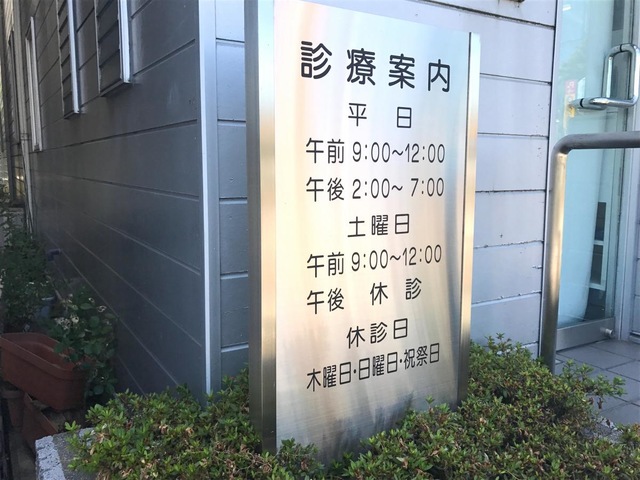 診療案内
平日
午前 9:00〜12:00
午後 2:00〜 7:00
土曜日
午前 9:00〜12:00
午後 休診
休診日
木曜日・日曜日・祝祭日